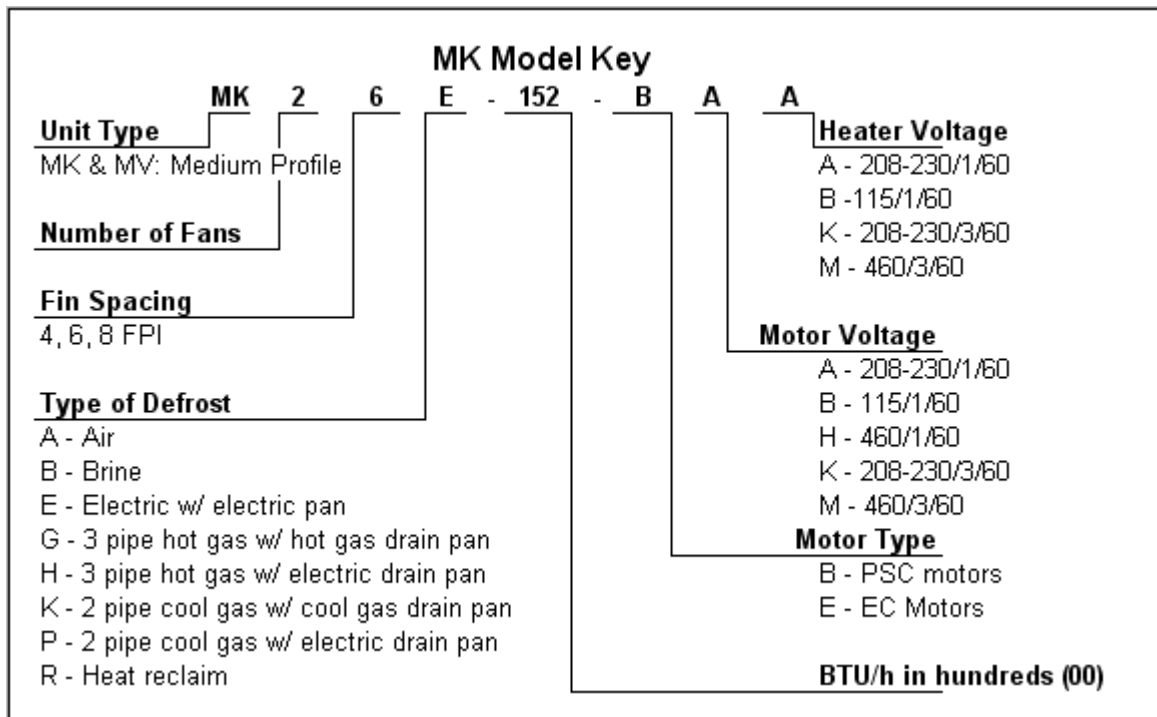 MK Model Key
MK 2 6 E - 152 - B A A
Unit Type
MK & MV: Medium Profile
Number of Fans
Fin Spacing
4, 6, 8 FPI
Type of Defrost
A - Air
B - Brine
E - Electric w/ electric pan
G - 3 pipe hot gas w/ hot gas drain pan
H - 3 pipe hot gas w/ electric drain pan
K - 2 pipe cool gas w/ cool gas drain pan
P - 2 pipe cool gas w/ electric drain pan
R - Heat reclaim
Heater Voltage
A - 208-230/1/60
B -115/1/60
K - 208-230/3/60
M - 460/3/60
Motor Voltage
A - 208-230/1/60
B - 115/1/60
H - 460/1/60
K - 208-230/3/60
M - 460/3/60
Motor Type
B - PSC motors
E - EC Motors
BTU/h in hundreds (00)